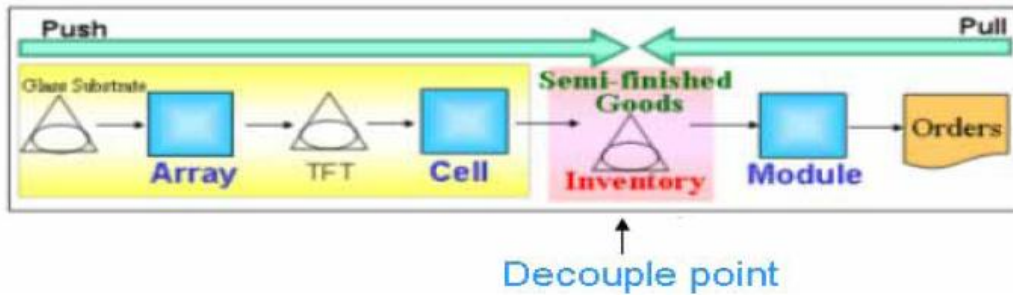 Push
Pull
Glass Substrate
Semi-finished
Goods
Orders
Array
TFT
Cell
Inventory
Module
Decouple point